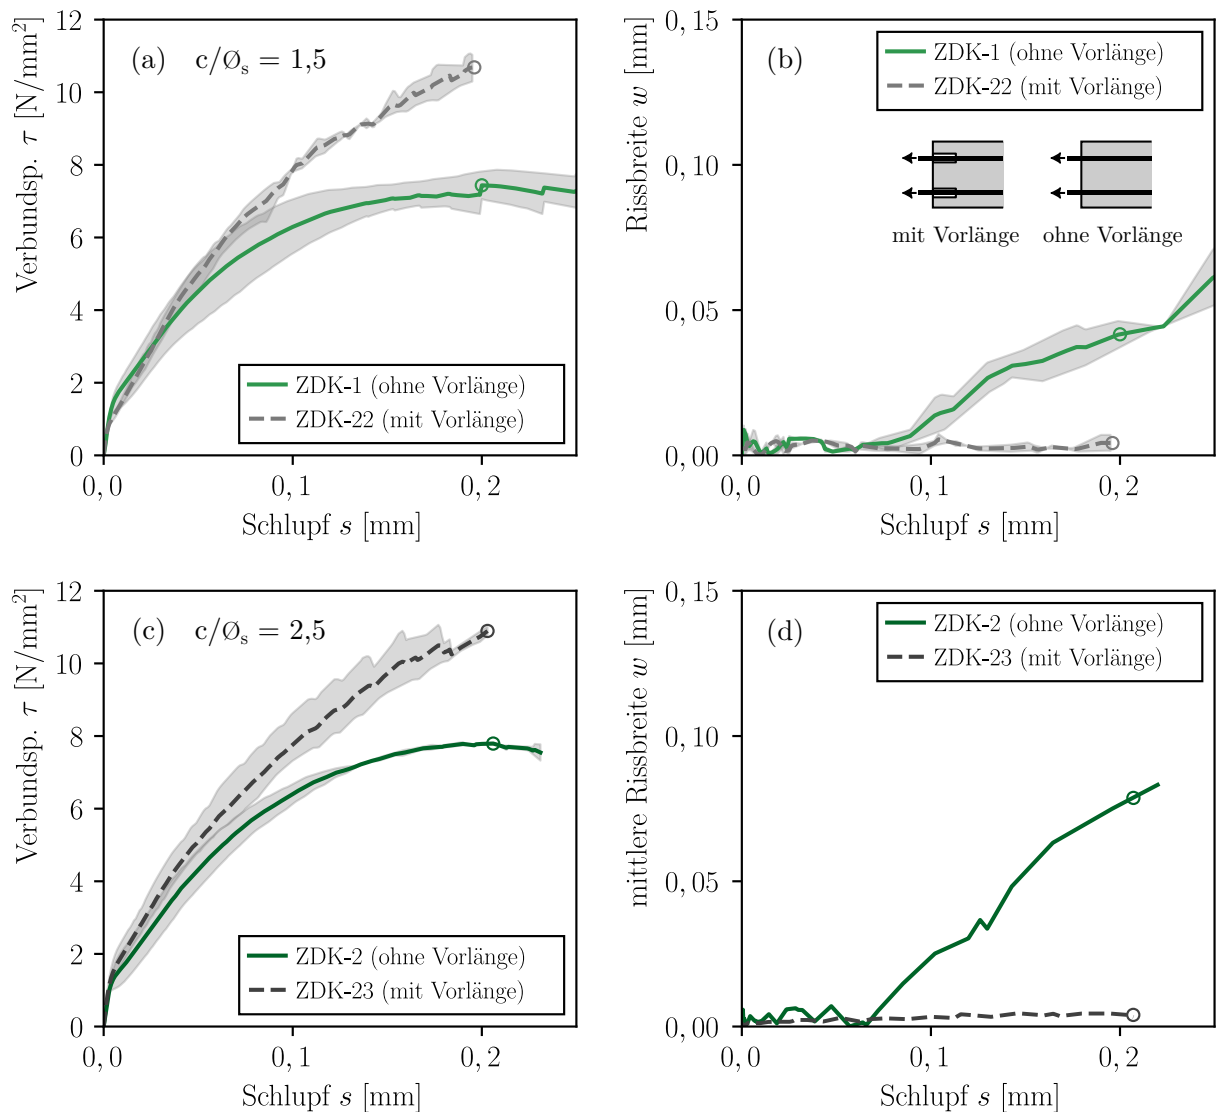 (a) c/Øₛ = 1,5
Verbundsp. τ [N/mm²]
12
10
8
6
4
2
0
ZDK-1 (ohne Vorlänge)
ZDK-22 (mit Vorlänge)
0,0 0,1 0,2
Schlupf s [mm]
(b)
Rissbreite w [mm]
0,15
0,10
0,05
0,00
ZDK-1 (ohne Vorlänge)
ZDK-22 (mit Vorlänge)
mit Vorlänge ohne Vorlänge
0,0 0,1 0,2
Schlupf s [mm]
(c) c/Øₛ = 2,5
Verbundsp. τ [N/mm²]
12
10
8
6
4
2
0
ZDK-2 (ohne Vorlänge)
ZDK-23 (mit Vorlänge)
0,0 0,1 0,2
Schlupf s [mm]
(d)
mittlere Rissbreite w [mm]
0,15
0,10
0,05
0,00
ZDK-2 (ohne Vorlänge)
ZDK-23 (mit Vorlänge)
0,0 0,1 0,2
Schlupf s [mm]